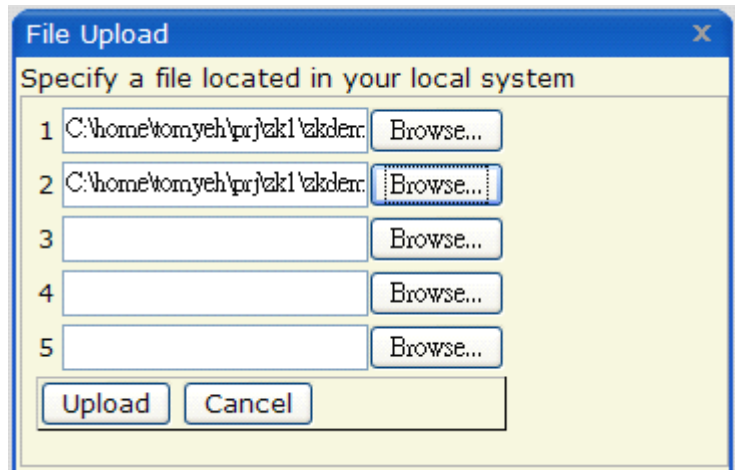 File Upload x
Specify a file located in your local system
1 C:\home\tomyeh\prj\zk1\zkdem Browse...
2 C:\home\tomyeh\prj\zk1\zkdem Browse...
3 Browse...
4 Browse...
5 Browse...
Upload Cancel